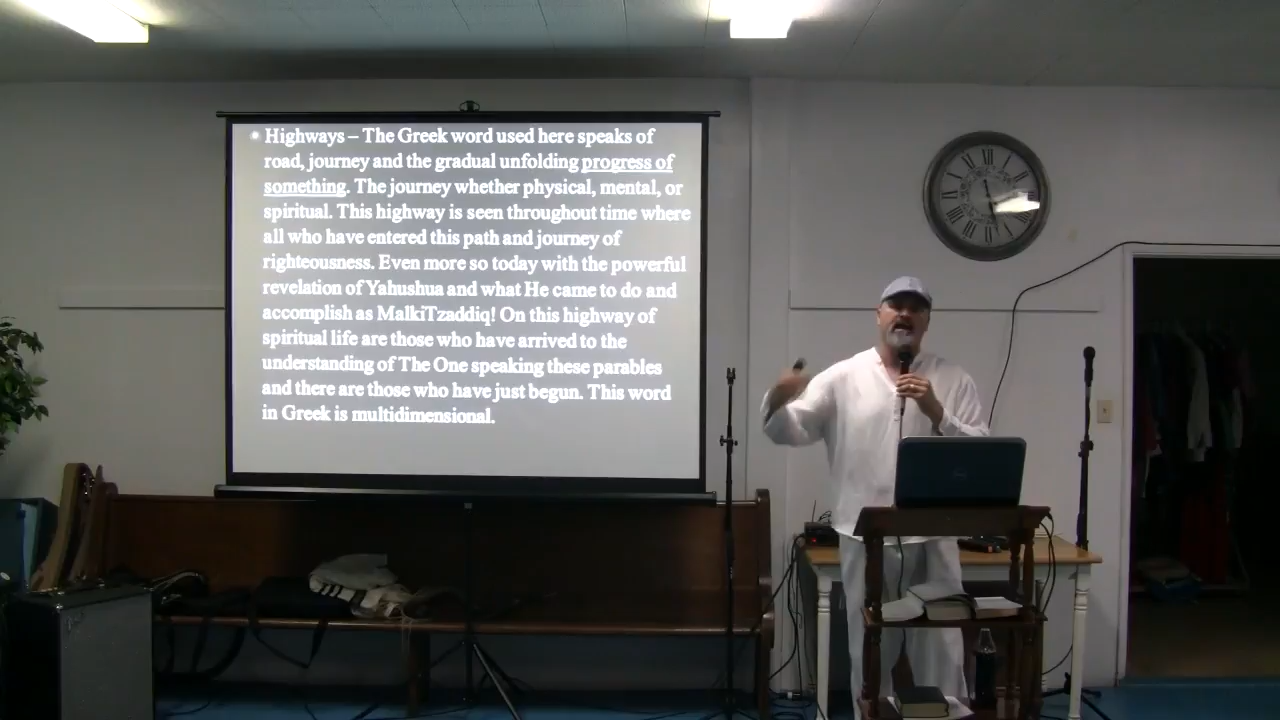 • Highways – The Greek word used here speaks of
road, journey and the gradual unfolding progress of
something. The journey whether physical, mental, or
spiritual. This highway is seen throughout time where
all who have entered this path and journey of
righteousness. Even more so today with the powerful
revelation of Yahushua and what He came to do and
accomplish as MalkiTzaddiq! On this highway of
spiritual life are those who have arrived to the
understanding of The One speaking these parables
and there are those who have just begun. This word
in Greek is multidimensional.